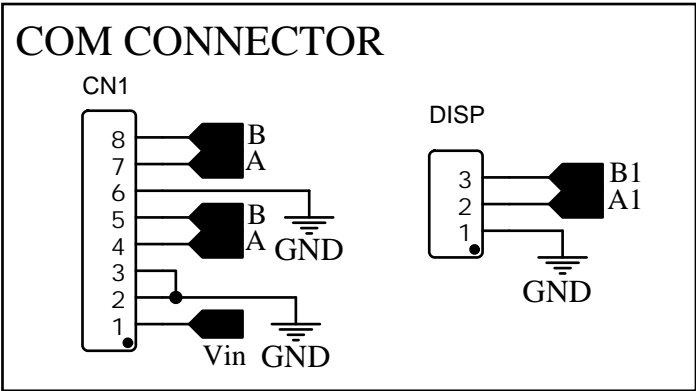 COM CONNECTOR
CN1
8 B
7 A
6
5 B
4 A
GND
3
2
1
Vin GND
DISP
3 B1
2 A1
1
GND